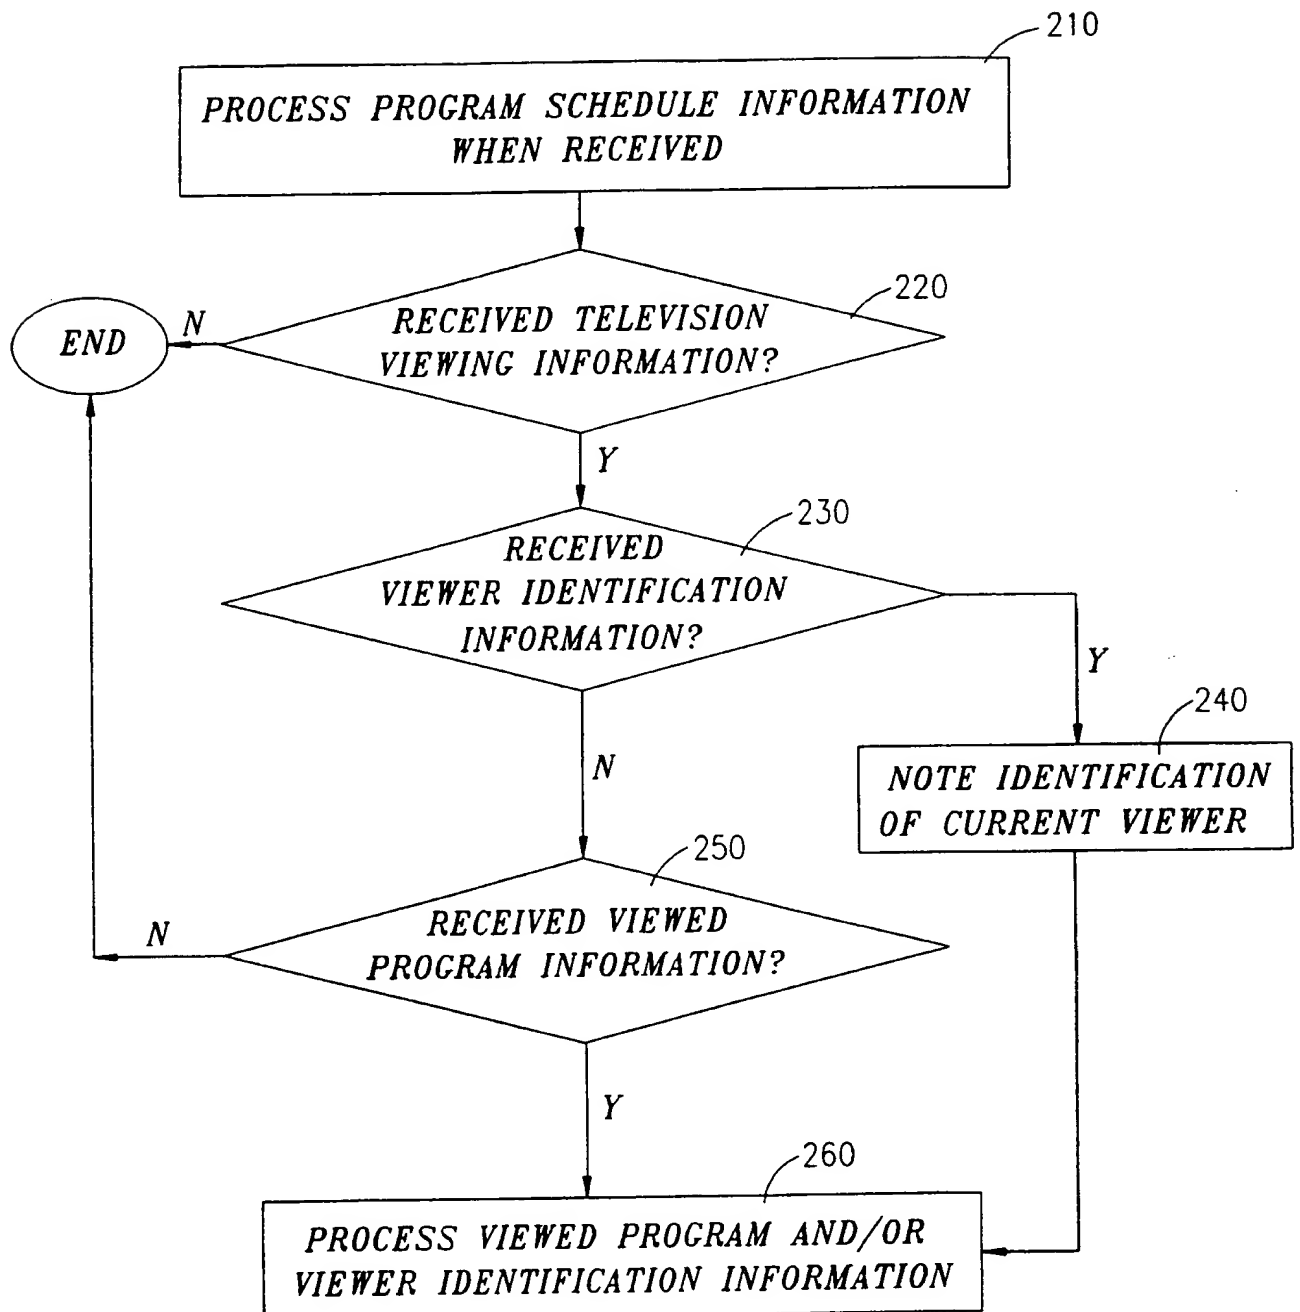 210
PROCESS PROGRAM SCHEDULE INFORMATION
WHEN RECEIVED
220
RECEIVED TELEVISION
VIEWING INFORMATION?
N
END
Y
230
RECEIVED
VIEWER IDENTIFICATION
INFORMATION?
Y
240
NOTE IDENTIFICATION
OF CURRENT VIEWER
N
250
RECEIVED VIEWED
PROGRAM INFORMATION?
N
Y
260
PROCESS VIEWED PROGRAM AND/OR
VIEWER IDENTIFICATION INFORMATION